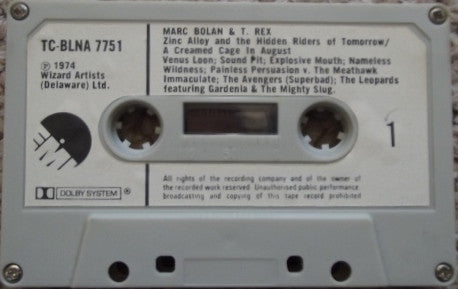 MARC BOLAN & T. REX
TC-BLNA 7751
Zinc Alloy and the Hidden Riders of Tomorrow/
A Creamed Cage In August
Venus Loon; Sound Pit; Explosive Mouth; Nameless
Wildness; Painless Persuasion v. The Meathawk
Immaculate; The Avengers (Superbad); The Leopards
featuring Gardenia & The Mighty Slug.
℗ 1974
Wizard Artists
(Delaware) Ltd.
EMI
1
DOLBY SYSTEM ®
All rights of the recording company and of the owner of
the recorded work reserved. Unauthorised public performance
broadcasting and copying of this tape record prohibited